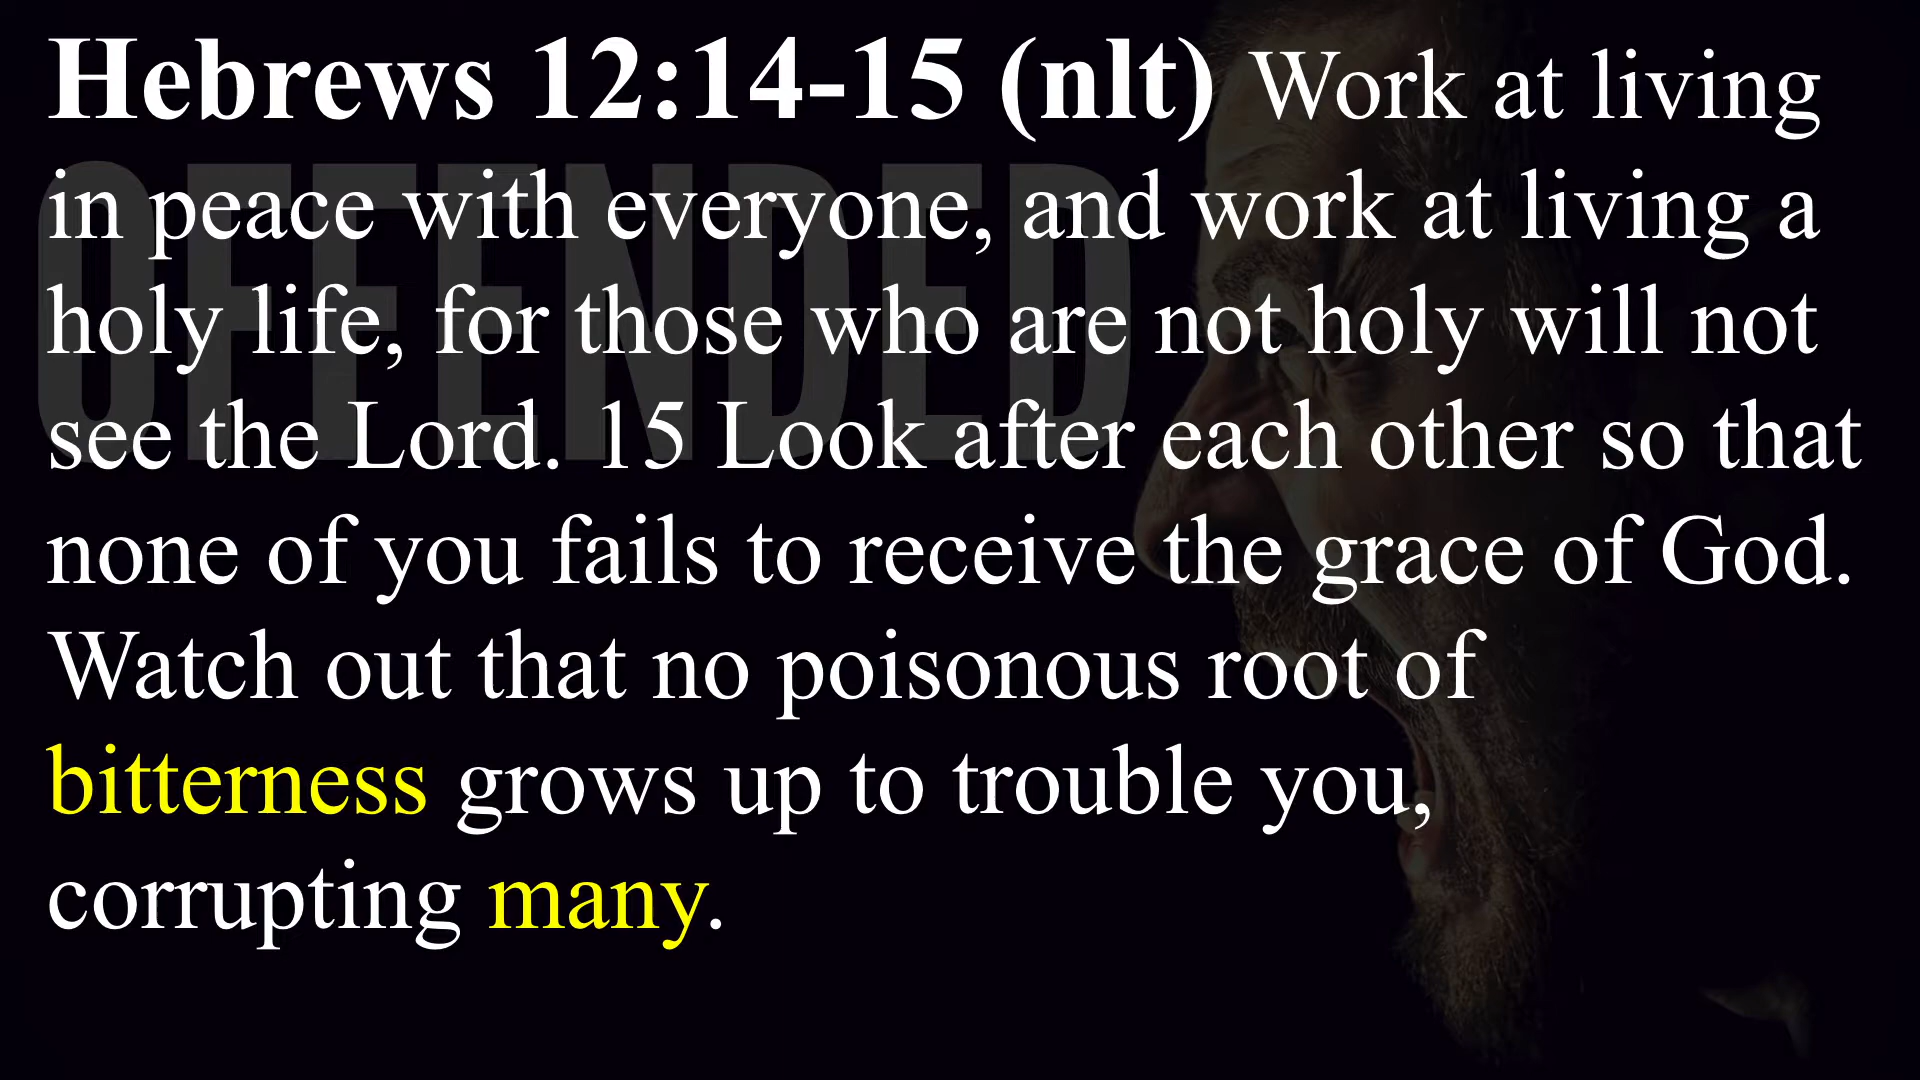 Hebrews 12:14-15 (nlt) Work at living
in peace with everyone, and work at living a
holy life, for those who are not holy will not
see the Lord. 15 Look after each other so that
none of you fails to receive the grace of God.
Watch out that no poisonous root of
bitterness grows up to trouble you,
corrupting many.
OFFENDED